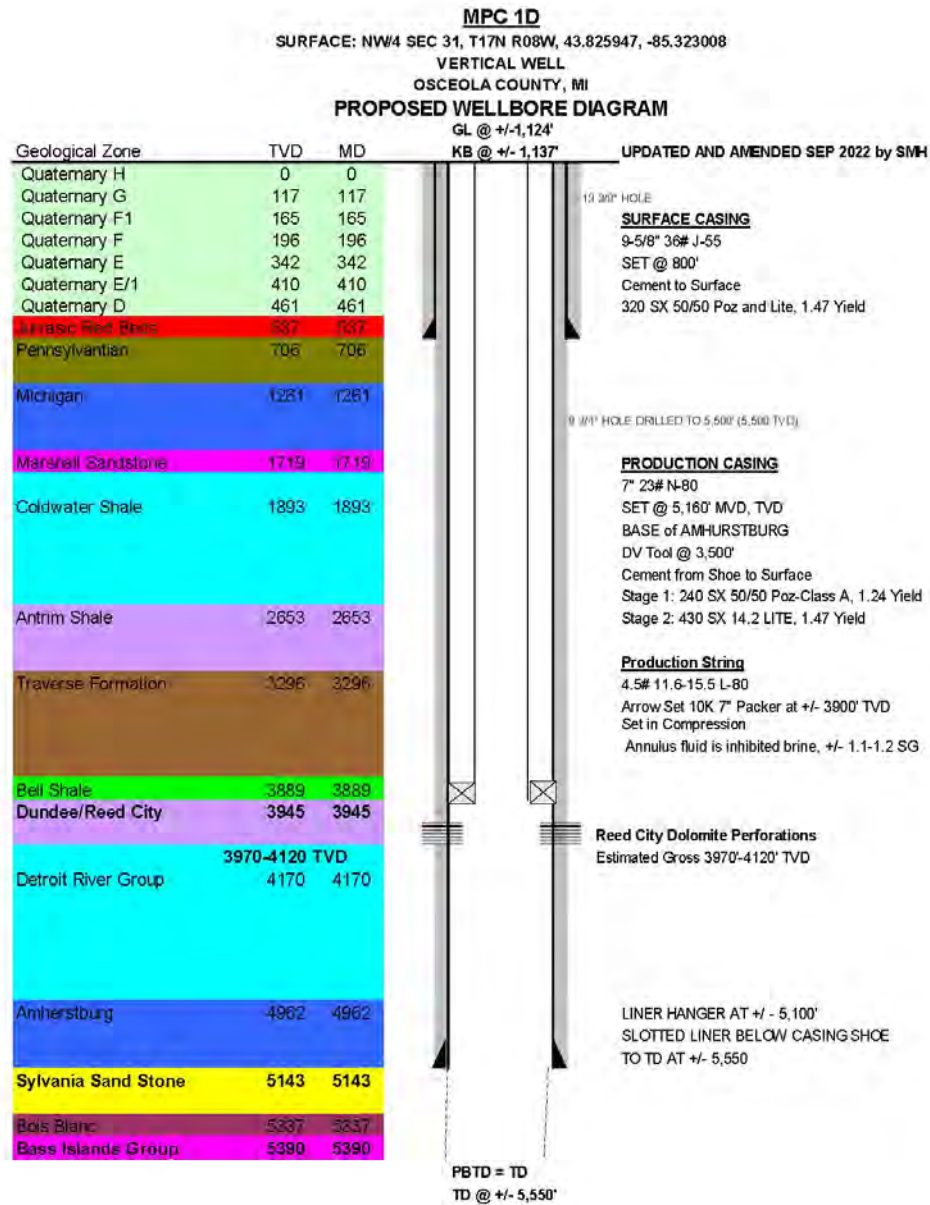 MPC 1D
SURFACE: NW/4 SEC 31, T17N R08W, 43.825947, -85.323008
VERTICAL WELL
OSCEOLA COUNTY, MI
PROPOSED WELLBORE DIAGRAM
GL @ +/-1,124'
Geological Zone TVD MD KB @ +/- 1,137' UPDATED AND AMENDED SEP 2022 by SMH
Quaternary H 0 0
Quaternary G 117 117
13 3/8" HOLE
Quaternary F1 165 165
SURFACE CASING
Quaternary F 196 196
9-5/8" 36# J-55
Quaternary E 342 342
SET @ 800'
Quaternary E/1 410 410
Cement to Surface
Quaternary D 461 461
320 SX 50/50 Poz and Lite, 1.47 Yield
Jurassic Red Beds 537 537
Pennsylvantian 706 706
Michigan 1261 1261
HOLE DRILLED TO 5,500' (5,500 TVD)
Marshall Sandstone 1719 1719
PRODUCTION CASING
7" 23# N-80
Coldwater Shale 1893 1893
SET @ 5,160' MVD, TVD
BASE of AMHURSTBURG
DV Tool @ 3,500'
Cement from Shoe to Surface
Stage 1: 240 SX 50/50 Poz-Class A, 1.24 Yield
Antrim Shale 2653 2653
Stage 2: 430 SX 14.2 LITE, 1.47 Yield
Production String
Traverse Formation 3296 3296
4.5# 11.6-15.5 L-80
Arrow Set 10K 7" Packer at +/- 3900' TVD
Set in Compression
Annulus fluid is inhibited brine, +/- 1.1-1.2 SG
Bell Shale 3889 3889
Dundee/Reed City 3945 3945
Reed City Dolomite Perforations
3970-4120 TVD
Estimated Gross 3970'-4120' TVD
Detroit River Group 4170 4170
Amherstburg 4962 4962
LINER HANGER AT +/ - 5,100'
SLOTTED LINER BELOW CASING SHOE
TO TD AT +/- 5,550
Sylvania Sand Stone 5143 5143
Bois Blanc 5337 5337
Bass Islands Group 5390 5390
PBTD = TD
TD @ +/- 5,550'